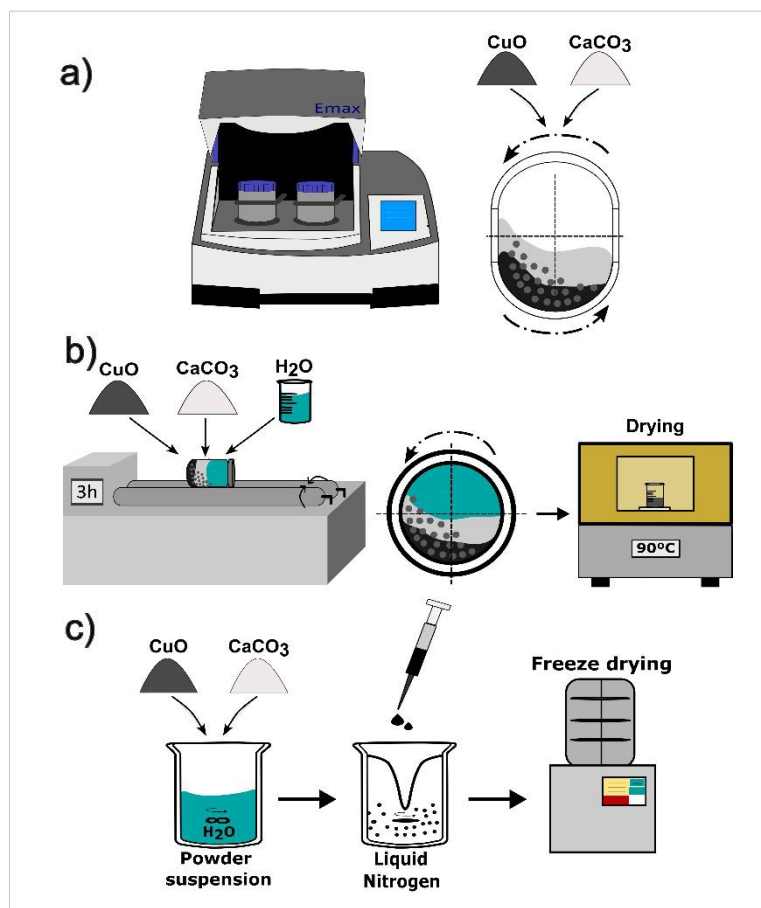 a)
Emax
CuO
CaCO₃
b)
CuO
CaCO₃
H₂O
3h
Drying
90ºC
c)
CuO
CaCO₃
H₂O
Powder
suspension
Liquid
Nitrogen
Freeze drying